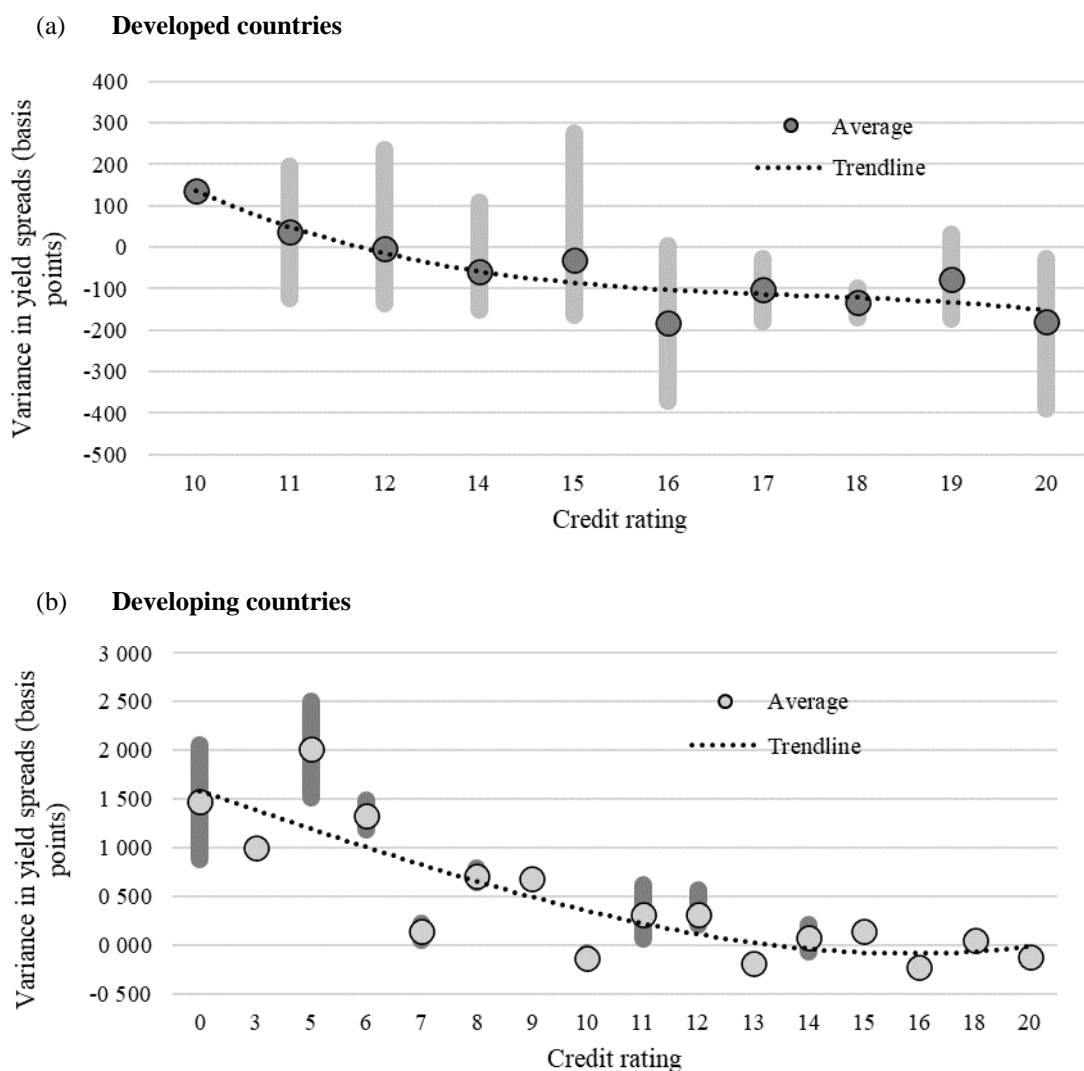 (a) Developed countries
400
300
200
100
0
-100
-200
-300
-400
-500
Variance in yield spreads (basis
points)
Average
Trendline
10 11 12 14 15 16 17 18 19 20
Credit rating
(b) Developing countries
3 000
2 500
2 000
1 500
1 000
0 500
0 000
-0 500
Variance in yield spreads (basis
points)
Average
Trendline
0 3 5 6 7 8 9 10 11 12 13 14 15 16 18 20
Credit rating